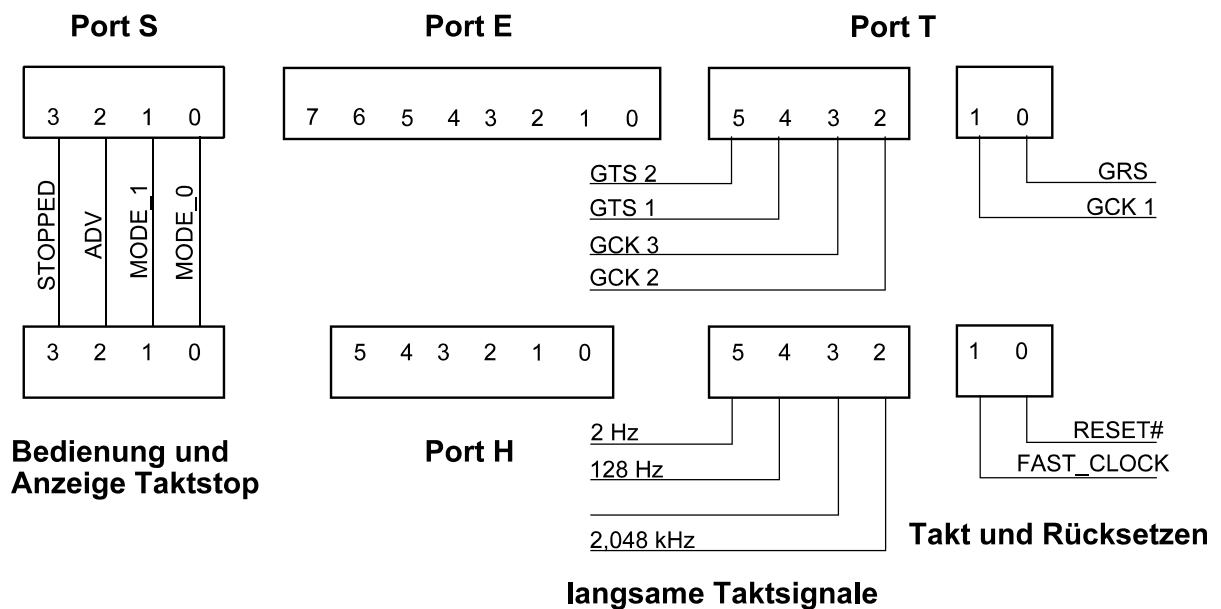 Port S
Port E
Port T
3 2 1 0
7 6 5 4 3 2 1 0
5 4 3 2
1 0
STOPPED
ADV
MODE_1
MODE_0
GTS 2
GTS 1
GCK 3
GCK 2
GRS
GCK 1
3 2 1 0
5 4 3 2 1 0
5 4 3 2
1 0
Bedienung und
Anzeige Taktstop
Port H
2 Hz
128 Hz
2,048 kHz
RESET#
FAST_CLOCK
Takt und Rücksetzen
langsame Taktsignale